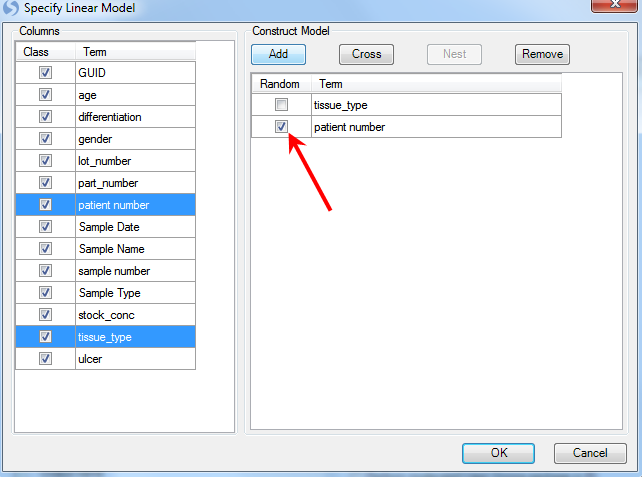 Specify Linear Model
Columns
Class Term
GUID
age
differentiation
gender
lot_number
part_number
patient number
Sample Date
Sample Name
sample number
Sample Type
stock_conc
tissue_type
ulcer
Construct Model
Add Cross Nest Remove
Random Term
tissue_type
patient number
OK Cancel